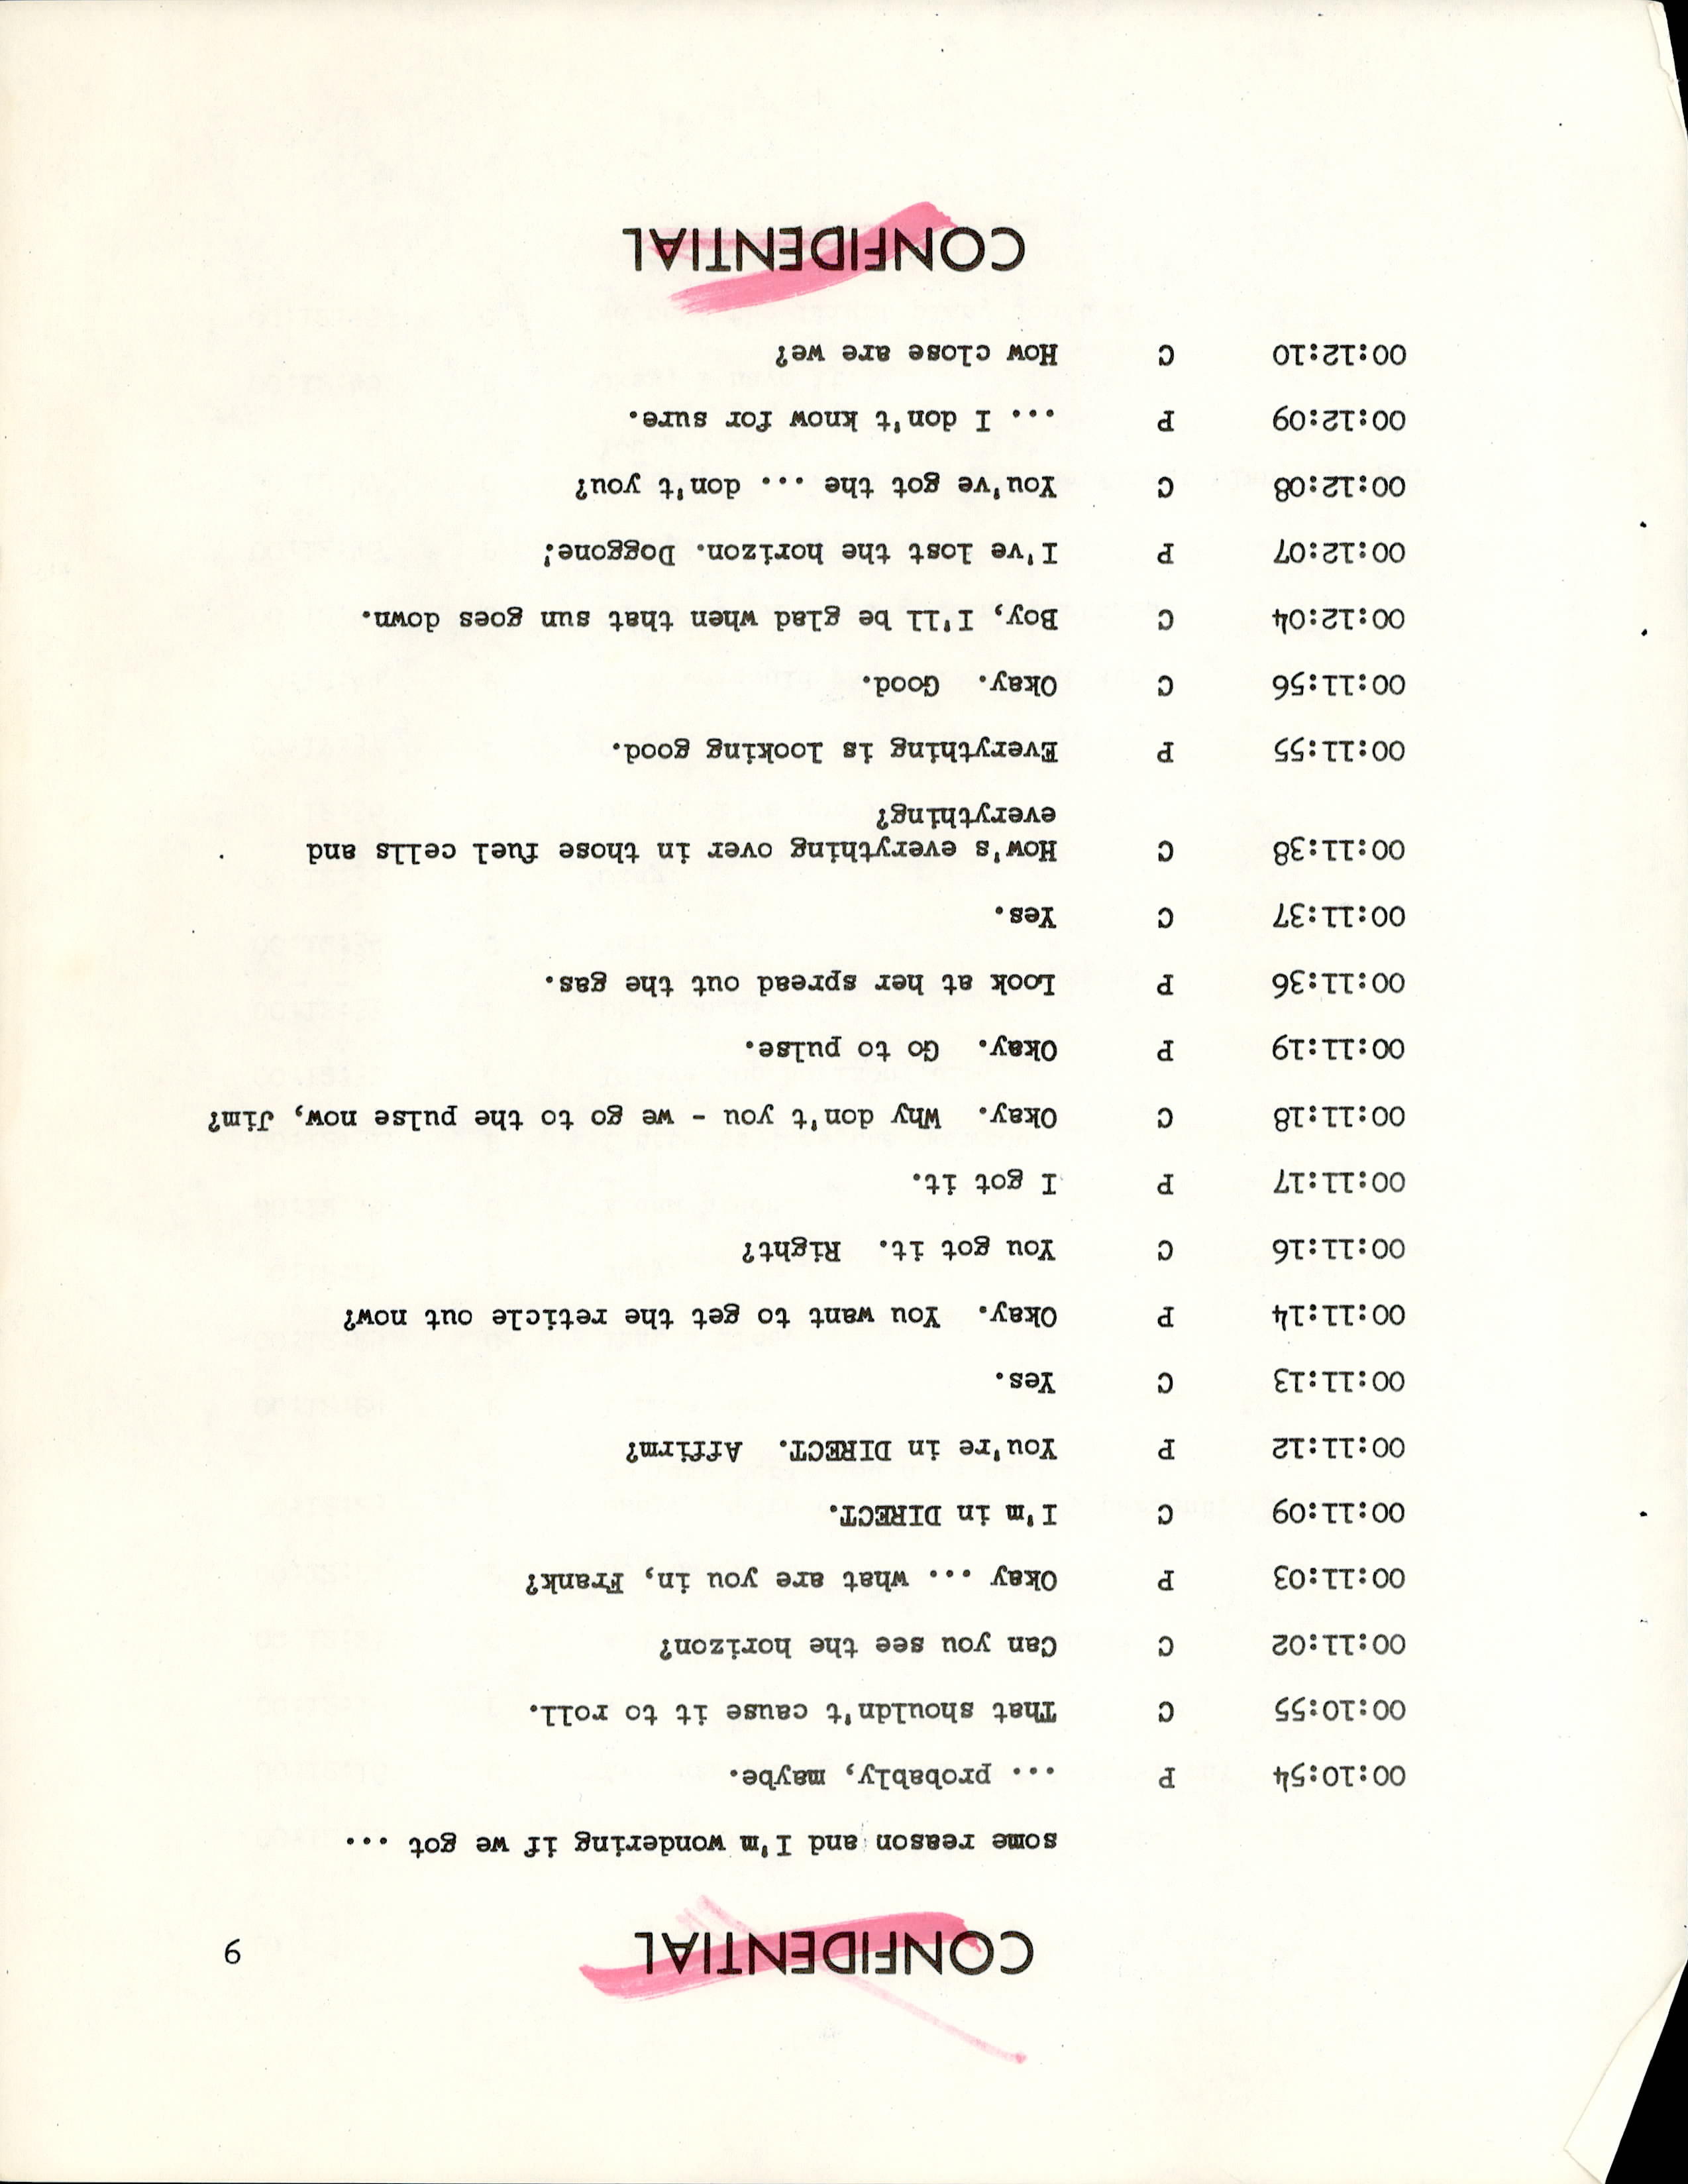 CONFIDENTIAL
6
some reason and I'm wondering if we got ...
00:10:54 P ... probably, maybe.
00:10:55 C That shouldn't cause it to roll.
00:11:02 C Can you see the horizon?
00:11:03 P Okay ... what are you in, Frank?
00:11:09 C I'm in DIRECT.
00:11:12 P You're in DIRECT. Affirm?
00:11:13 C Yes.
00:11:14 P Okay. You want to get the reticle out now?
00:11:16 C You got it. Right?
00:11:17 P I got it.
00:11:18 C Okay. Why don't you - we go to the pulse now, Jim?
00:11:19 P Okay. Go to pulse.
00:11:36 P Look at her spread out the gas.
00:11:37 C Yes.
00:11:38 C How's everything over in those fuel cells and
everything?
00:11:55 P Everything is looking good.
00:11:56 C Okay. Good.
00:12:04 C Boy, I'll be glad when that sun goes down.
00:12:07 P I've lost the horizon. Doggone!
00:12:08 C You've got the ... don't you?
00:12:09 P ... I don't know for sure.
00:12:10 C How close are we?
CONFIDENTIAL